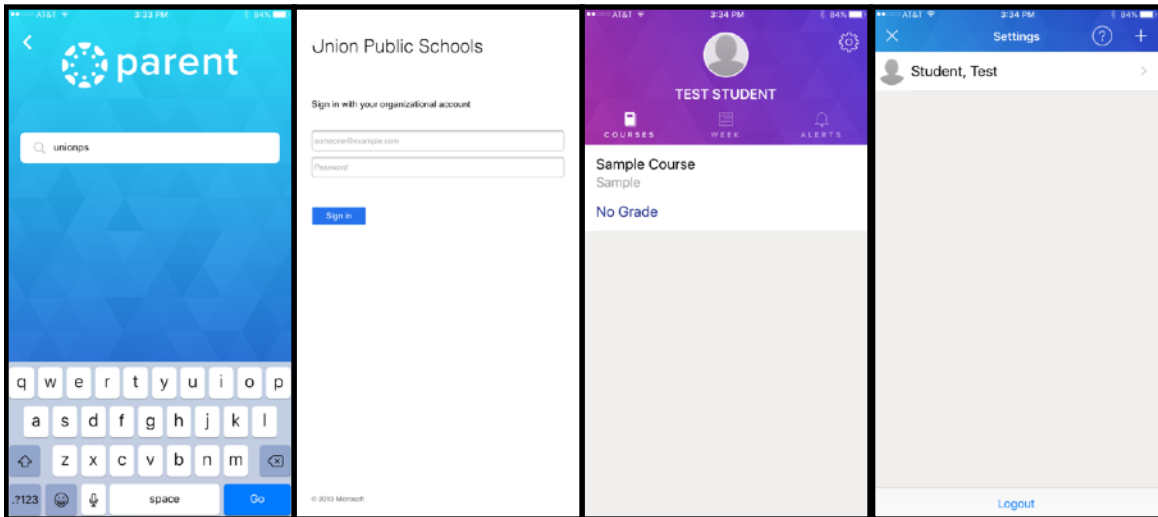 AT&T 3:33 PM 84%
parent
unionps
q w e r t y u i o p
a s d f g h j k l
z x c v b n m
.?123 space Go
Union Public Schools
Sign in with your organizational account
someone@example.com
Password
Sign in
© 2013 Microsoft
AT&T 3:34 PM 84%
TEST STUDENT
COURSES WEEK ALERTS
Sample Course
Sample
No Grade
AT&T 3:34 PM 84%
Settings ? +
Student, Test
Logout